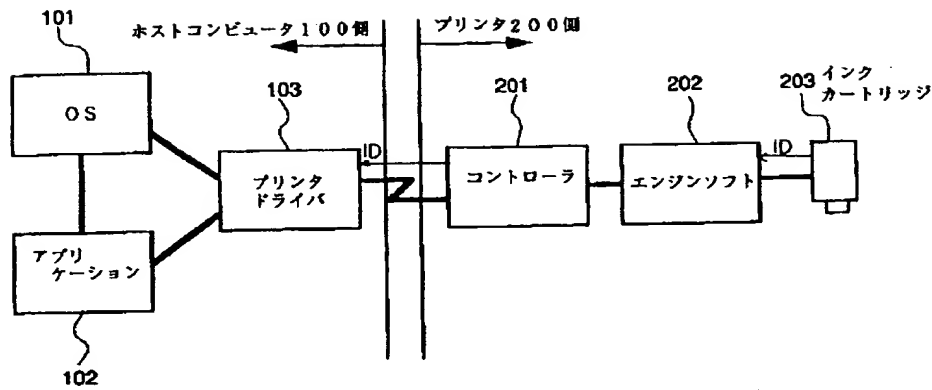 ホストコンピュータ100側
プリンタ200側
101
OS
103
ID
プリンタ
ドライバ
アプリ
ケーション
102
201
コントローラ
202
エンジンソフト
ID
203
インク
カートリッジ